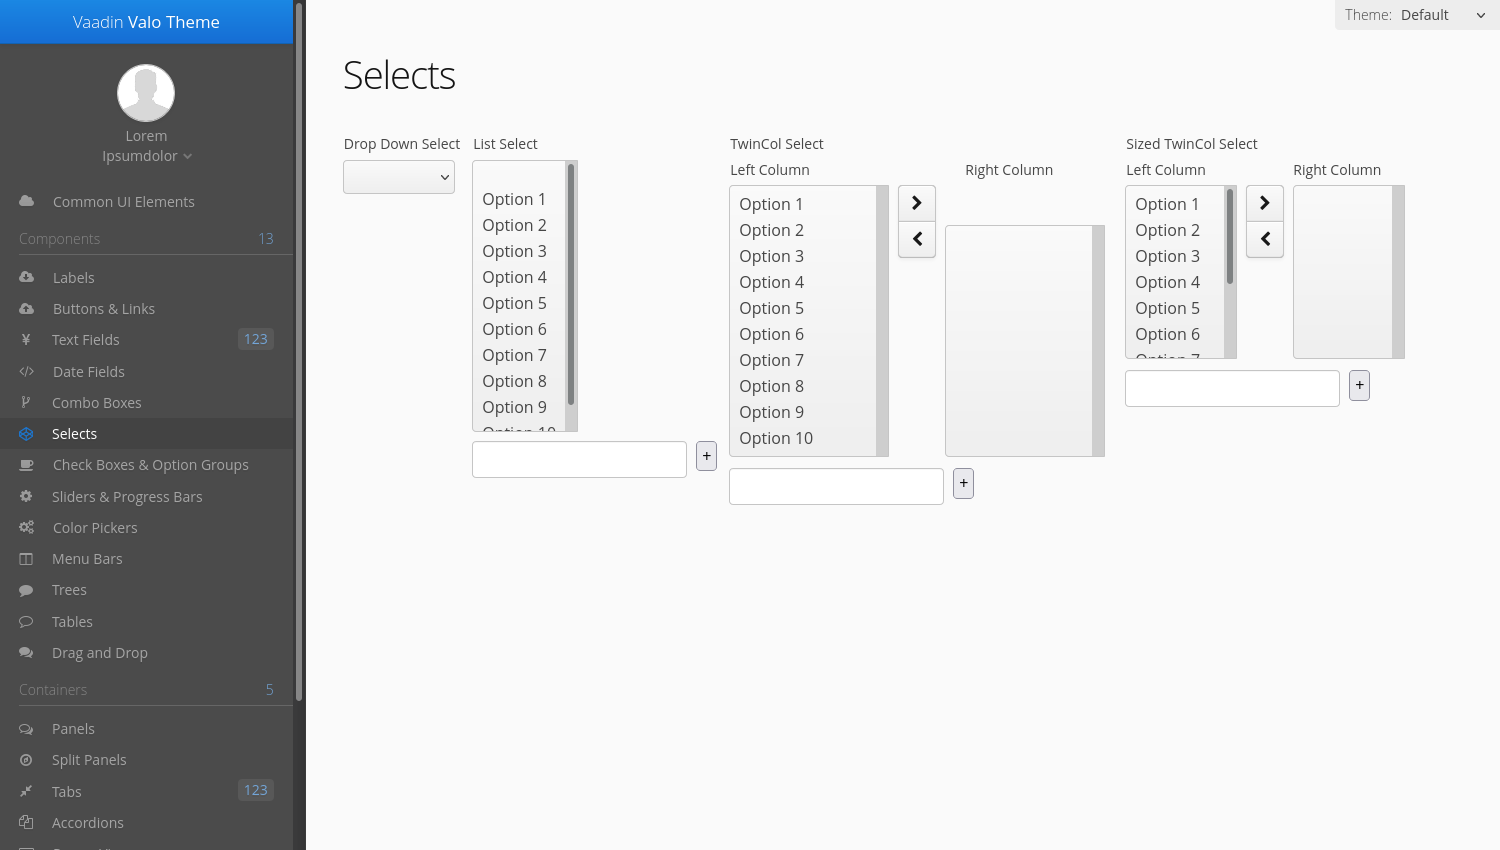 Vaadin Valo Theme
Lorem
Ipsumdolor
Common UI Elements
Components 13
Labels
Buttons & Links
Text Fields 123
Date Fields
Combo Boxes
Selects
Check Boxes & Option Groups
Sliders & Progress Bars
Color Pickers
Menu Bars
Trees
Tables
Drag and Drop
Containers 5
Panels
Split Panels
Tabs 123
Accordions
Theme: Default
Selects
Drop Down Select
List Select
Option 1
Option 2
Option 3
Option 4
Option 5
Option 6
Option 7
Option 8
Option 9
Option 10
+
TwinCol Select
Left Column
Right Column
Option 1
Option 2
Option 3
Option 4
Option 5
Option 6
Option 7
Option 8
Option 9
Option 10
+
Sized TwinCol Select
Left Column
Right Column
Option 1
Option 2
Option 3
Option 4
Option 5
Option 6
Option 7
+